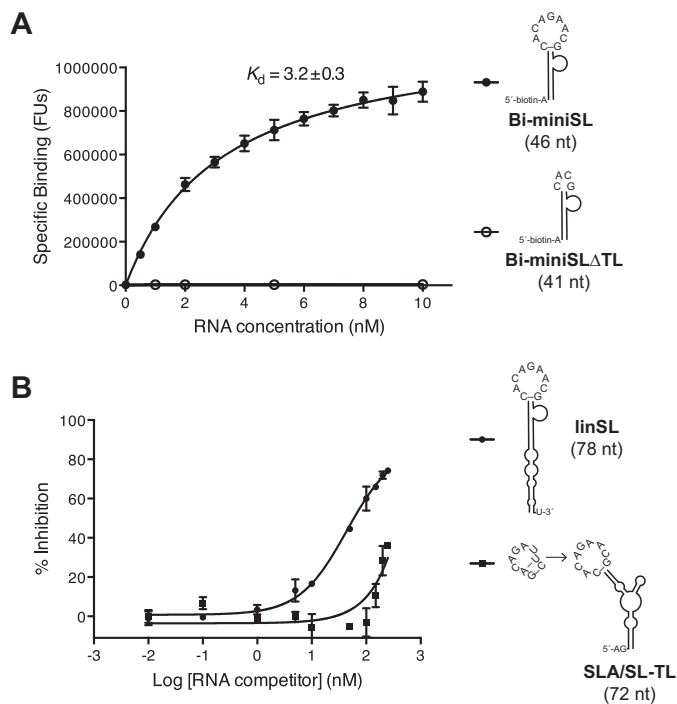 A
Kd = 3.2±0.3
Specific Binding (FUs)
1000000
800000
600000
400000
200000
0
0 2 4 6 8 10
RNA concentration (nM)
C A C A G A A C G
5´-biotin-A
Bi-miniSL
(46 nt)
C A C G
5´-biotin-A
Bi-miniSLΔTL
(41 nt)
B
% Inhibition
100
80
60
40
20
0
-3 -2 -1 0 1 2 3
Log [RNA competitor] (nM)
C A C A G A A C G
U-3´
linSL
(78 nt)
C A C A G A A C G
5´-AG
SLA/SL-TL
(72 nt)